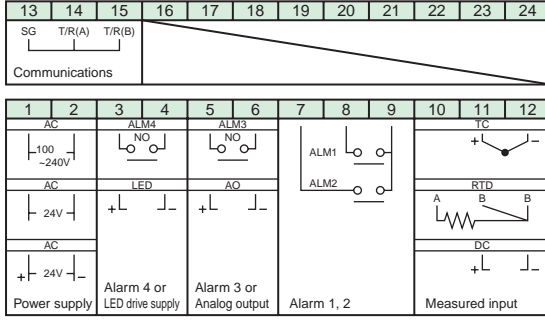 13 14 15 16 17 18 19 20 21 22 23 24
SG T/R(A) T/R(B)
Communications
1 2 3 4 5 6 7 8 9 10 11 12
AC ALM4 ALM3 TC
NO NO + -
100 ~240V
ALM1
AC LED AO ALM2 RTD
24V + - + - A B B
AC DC
+ 24V - + -
Power supply
Alarm 4 or
LED drive supply
Alarm 3 or
Analog output
Alarm 1, 2
Measured input